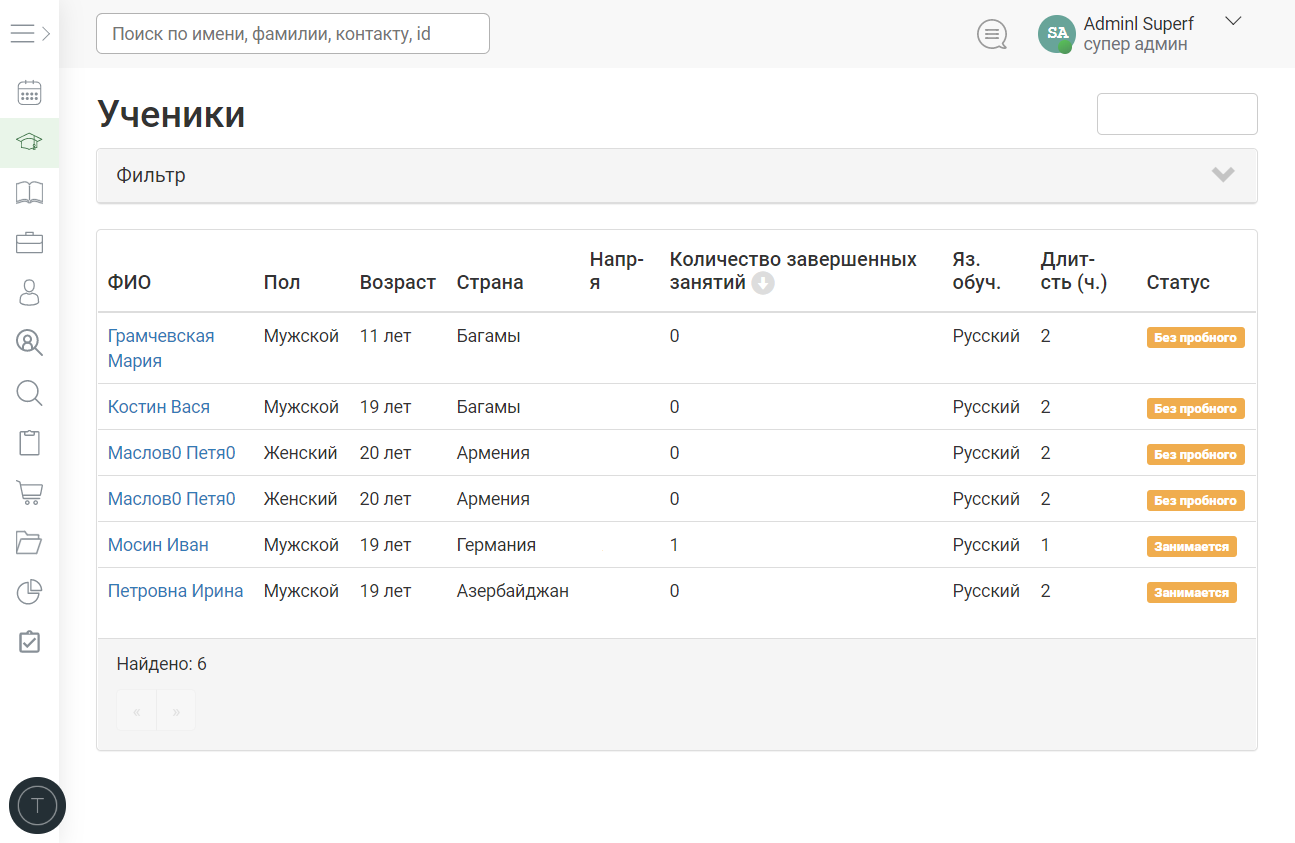 Поиск по имени, фамилии, контакту, id
SA
Adminl Superf
супер админ
Ученики
Фильтр
ФИО Пол Возраст Страна Напр-я Количество завершенных занятий Яз. обуч. Длит-сть (ч.) Статус
Грамчевская Мария Мужской 11 лет Багамы 0 Русский 2 Без пробного
Костин Вася Мужской 19 лет Багамы 0 Русский 2 Без пробного
Маслов0 Петя0 Женский 20 лет Армения 0 Русский 2 Без пробного
Маслов0 Петя0 Женский 20 лет Армения 0 Русский 2 Без пробного
Мосин Иван Мужской 19 лет Германия 1 Русский 1 Занимается
Петровна Ирина Мужской 19 лет Азербайджан 0 Русский 2 Занимается
Найдено: 6
« »
T